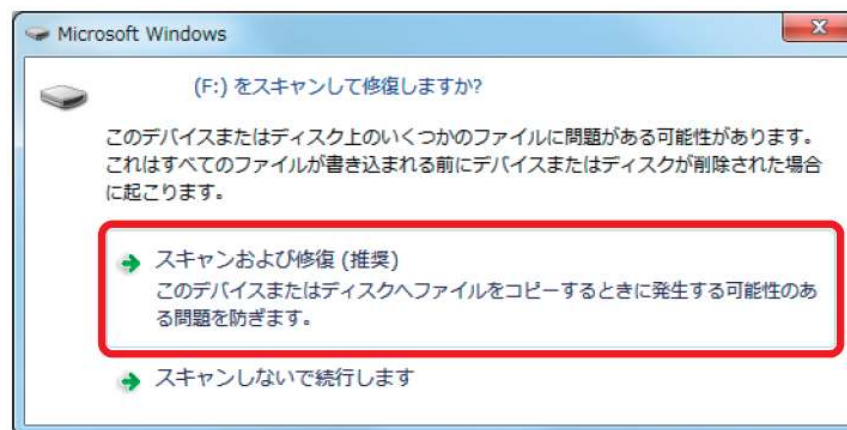 Microsoft Windows
(F:) をスキャンして修復しますか?
このデバイスまたはディスク上のいくつかのファイルに問題がある可能性があります。
これはすべてのファイルが書き込まれる前にデバイスまたはディスクが削除された場合
に起こります。
スキャンおよび修復 (推奨)
このデバイスまたはディスクへファイルをコピーするときに発生する可能性のあ
る問題を防ぎます。
スキャンしないで続行します